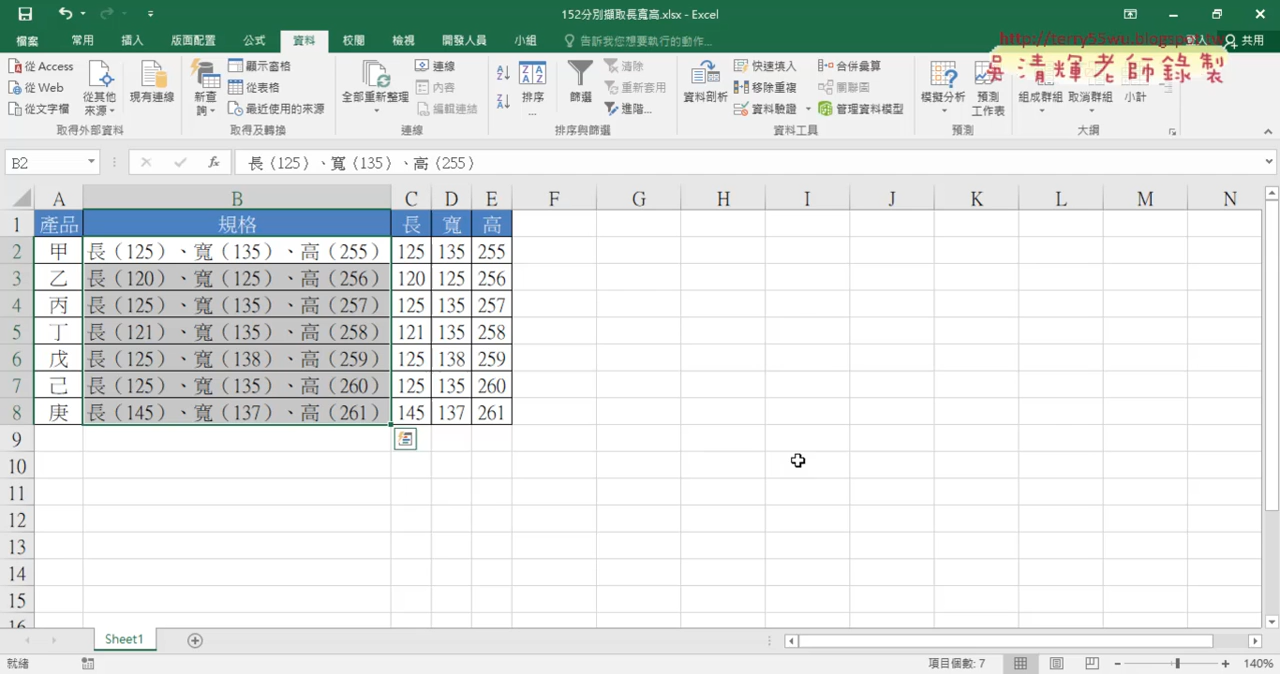 152分別擷取長寬高.xlsx - Excel
檔案 常用 插入 版面配置 公式 資料 校閱 檢視 開發人員 小組 告訴我您想要執行的動作... 共用
http://terry55wu.blogspot.tw
吳清輝老師錄製
從 Access
從 Web
從文字檔
從其他來源
現有連線
取得外部資料
新查詢
顯示查詢
從表格
最近使用的來源
取得及轉換
全部重新整理
連線
內容
編輯連結
連線
排序...
篩選
清除
重新套用
進階...
排序與篩選
資料剖析
快速填入
移除重複
資料驗證
合併彙算
關聯圖
管理資料模型
資料工具
模擬分析
預測工作表
預測
組成群組
取消群組
小計
大綱
B2 fx 長（125）、寬（135）、高（255）
A B C D E F G H I J K L M N
1 產品 規格 長 寬 高
2 甲 長（125）、寬（135）、高（255） 125 135 255
3 乙 長（120）、寬（125）、高（256） 120 125 256
4 丙 長（125）、寬（135）、高（257） 125 135 257
5 丁 長（121）、寬（135）、高（258） 121 135 258
6 戊 長（125）、寬（138）、高（259） 125 138 259
7 己 長（125）、寬（135）、高（260） 125 135 260
8 庚 長（145）、寬（137）、高（261） 145 137 261
9
10
11
12
13
14
15
16
Sheet1
就緒 項目個數: 7 140%